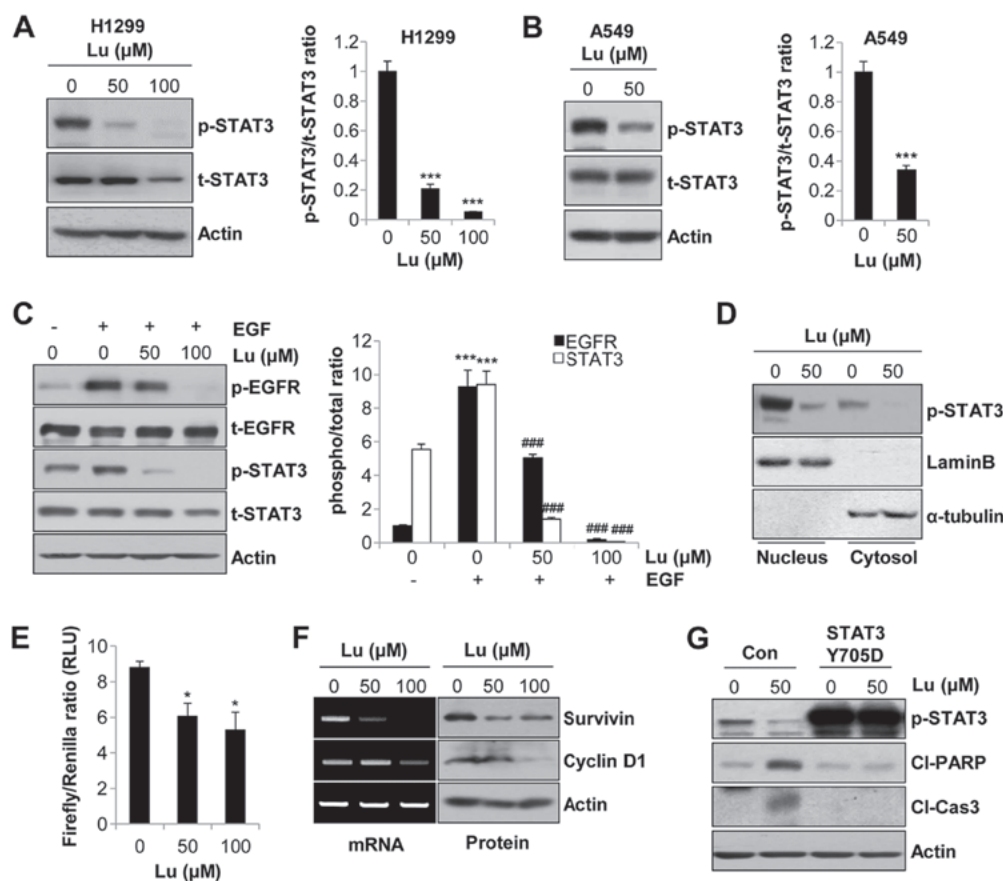 A
H1299
Lu (µM)
0 50 100
p-STAT3
t-STAT3
Actin
H1299
p-STAT3/t-STAT3 ratio
1.2
1
0.8
0.6
0.4
0.2
0
***
***
0 50 100
Lu (µM)
B
A549
Lu (µM)
0 50
p-STAT3
t-STAT3
Actin
A549
p-STAT3/t-STAT3 ratio
1.2
1
0.8
0.6
0.4
0.2
0
***
0 50
Lu (µM)
C
- + + + EGF
0 0 50 100 Lu (µM)
p-EGFR
t-EGFR
p-STAT3
t-STAT3
Actin
phospho/total ratio
12
10
8
6
4
2
0
EGFR
STAT3
*** ***
###
###
### ###
0 0 50 100 Lu (µM)
- + + + EGF
D
Lu (µM)
0 50 0 50
p-STAT3
LaminB
α-tubulin
Nucleus Cytosol
E
Firefly/Renilla ratio (RLU)
10
8
6
4
2
0
*
*
0 50 100
Lu (µM)
F
Lu (µM) Lu (µM)
0 50 100 0 50 100
Survivin
Cyclin D1
Actin
mRNA Protein
G
Con STAT3 Y705D
0 50 0 50 Lu (µM)
p-STAT3
Cl-PARP
Cl-Cas3
Actin